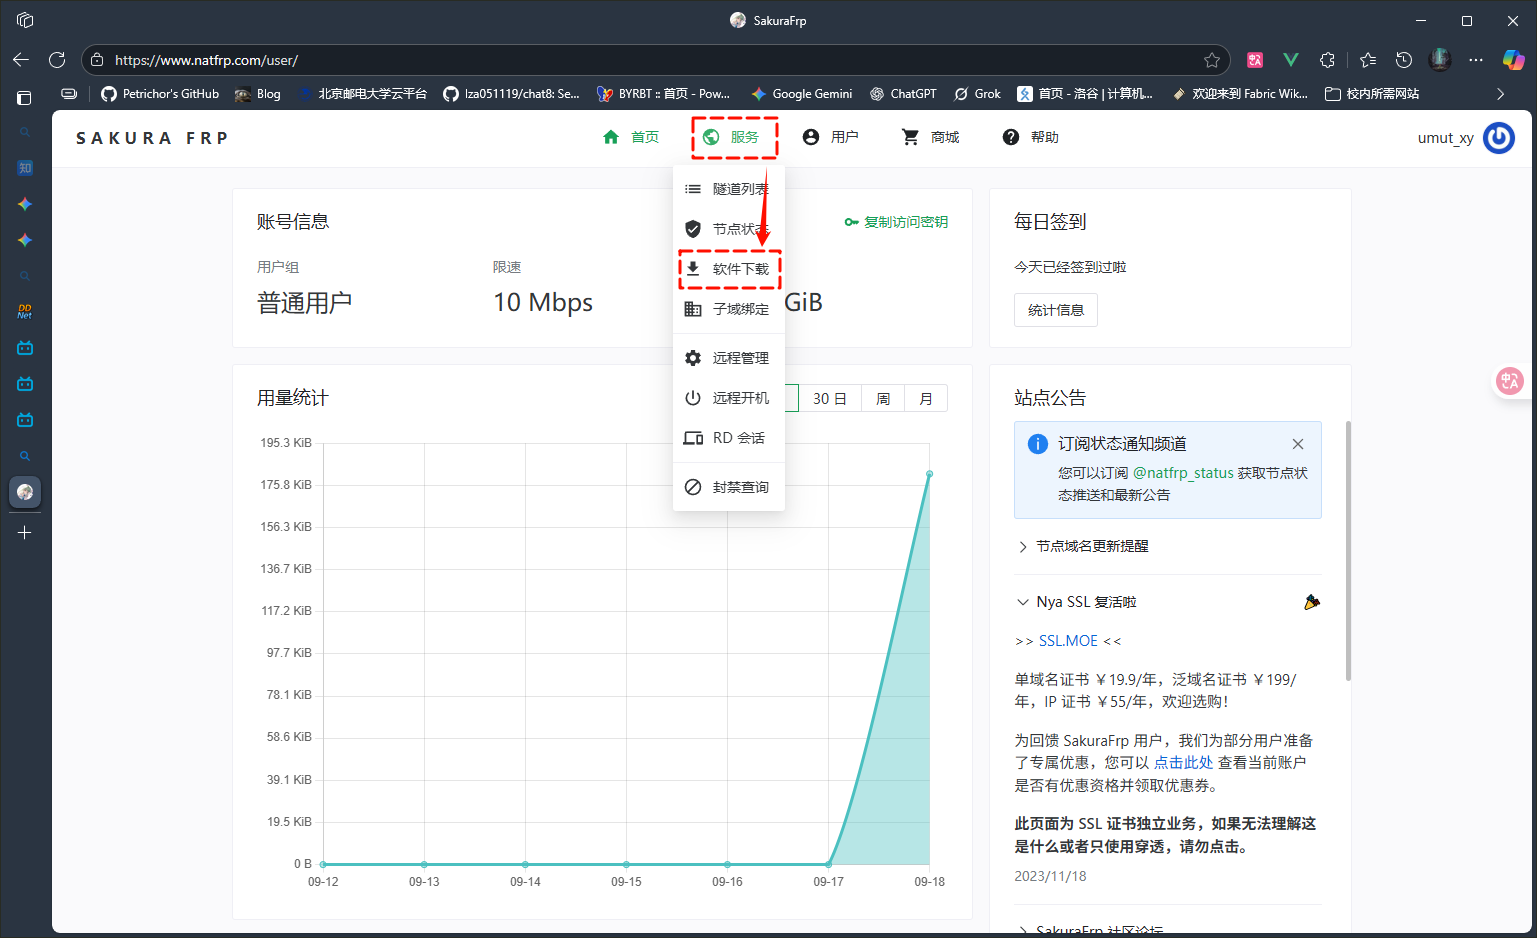 SakuraFrp
https://www.natfrp.com/user/
Petrichor's GitHub
Blog
北京邮电大学云平台
lza051119/chat8: Se...
BYRBT :: 首页 - Pow...
Google Gemini
ChatGPT
Grok
首页 - 洛谷 | 计算机...
欢迎来到 Fabric Wik...
校内所需网站
知
DD
Net
SAKURA FRP
首页
服务
用户
商城
帮助
umut_xy
隧道列表
节点状态
软件下载
子域绑定
远程管理
远程开机
RD 会话
封禁查询
账号信息
复制访问密钥
用户组
限速
普通用户
10 Mbps
GiB
每日签到
今天已经签到过啦
统计信息
用量统计
30 日
周
月
195.3 KiB
175.8 KiB
156.3 KiB
136.7 KiB
117.2 KiB
97.7 KiB
78.1 KiB
58.6 KiB
39.1 KiB
19.5 KiB
0 B
09-12
09-13
09-14
09-15
09-16
09-17
09-18
站点公告
订阅状态通知频道
您可以订阅 @natfrp_status 获取节点状
态推送和最新公告
节点域名更新提醒
Nya SSL 复活啦
>> SSL.MOE <<
单域名证书 ￥19.9/年，泛域名证书 ￥199/
年，IP 证书 ￥55/年，欢迎选购！
为回馈 SakuraFrp 用户，我们为部分用户准备
了专属优惠，您可以 点击此处 查看当前账户
是否有优惠资格并领取优惠券。
此页面为 SSL 证书独立业务，如果无法理解这
是什么或者只使用穿透，请勿点击。
2023/11/18
SakuraFrp 社区论坛